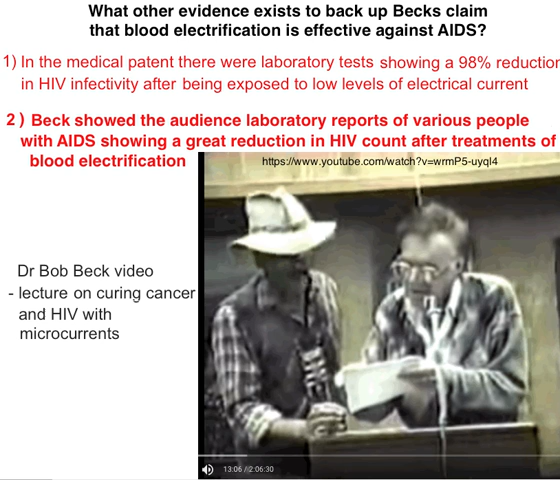 What other evidence exists to back up Becks claim
that blood electrification is effective against AIDS?
1) In the medical patent there were laboratory tests showing a 98% reduction
in HIV infectivity after being exposed to low levels of electrical current
2 ) Beck showed the audience laboratory reports of various people
with AIDS showing a great reduction in HIV count after treatments of
blood electrification
https://www.youtube.com/watch?v=wrmP5-uyqI4
Dr Bob Beck video
- lecture on curing cancer
and HIV with
microcurrents
13:06 / 2:06:30